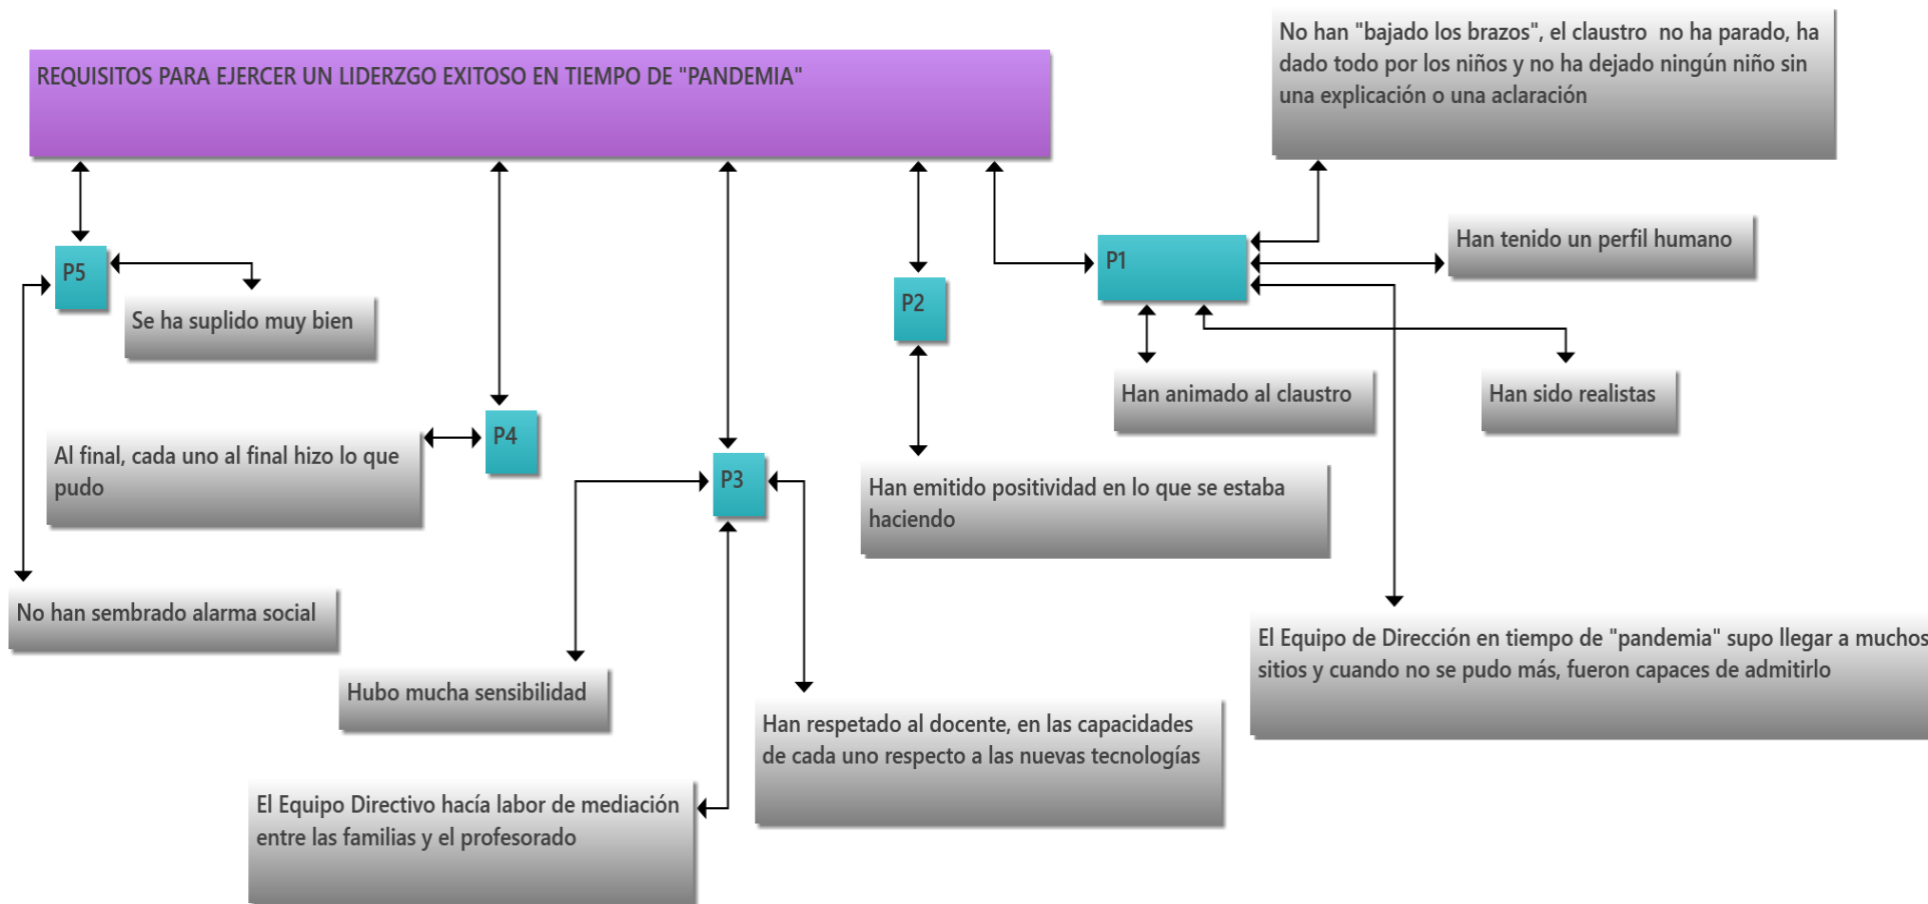 REQUISITOS PARA EJERCER UN LIDERZGO EXITOSO EN TIEMPO DE "PANDEMIA"
No han "bajado los brazos", el claustro no ha parado, ha
dado todo por los niños y no ha dejado ningún niño sin
una explicación o una aclaración
P5
Se ha suplido muy bien
No han sembrado alarma social
P4
Al final, cada uno al final hizo lo que
pudo
P3
Hubo mucha sensibilidad
El Equipo Directivo hacía labor de mediación
entre las familias y el profesorado
Han respetado al docente, en las capacidades
de cada uno respecto a las nuevas tecnologías
P2
Han emitido positividad en lo que se estaba
haciendo
P1
Han tenido un perfil humano
Han animado al claustro
Han sido realistas
El Equipo de Dirección en tiempo de "pandemia" supo llegar a muchos
sitios y cuando no se pudo más, fueron capaces de admitirlo